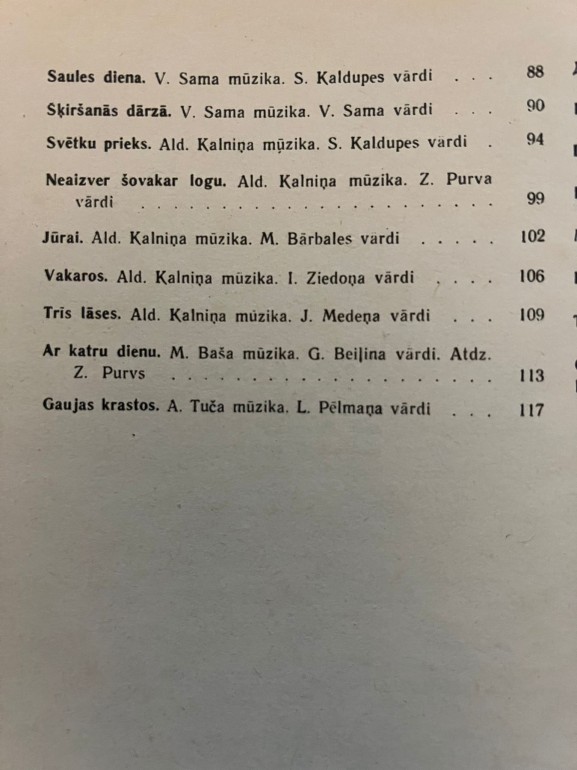 Saules diena. V. Sama mūzika. S. Kaldupes vārdi . . . 88
Šķiršanās dārzā. V. Sama mūzika. V. Sama vārdi . . . 90
Svētku prieks. Ald. Kalniņa mūzika. S. Kaldupes vārdi . 94
Neaizver šovakar logu. Ald. Kalniņa mūzika. Z. Purva
vārdi . . . . . . . . . . . . . . . . . . . . 99
Jūrai. Ald. Kalniņa mūzika. M. Bārbales vārdi . . . . . 102
Vakaros. Ald. Kalniņa mūzika. I. Ziedoņa vārdi . . . . 106
Trīs lāses. Ald. Kalniņa mūzika. J. Medeņa vārdi . . . 109
Ar katru dienu. M. Baša mūzika. G. Beiļina vārdi. Atdz.
Z. Purvs . . . . . . . . . . . . . . . . . . 113
Gaujas krastos. A. Tuča mūzika. L. Pēlmaņa vārdi . . . 117